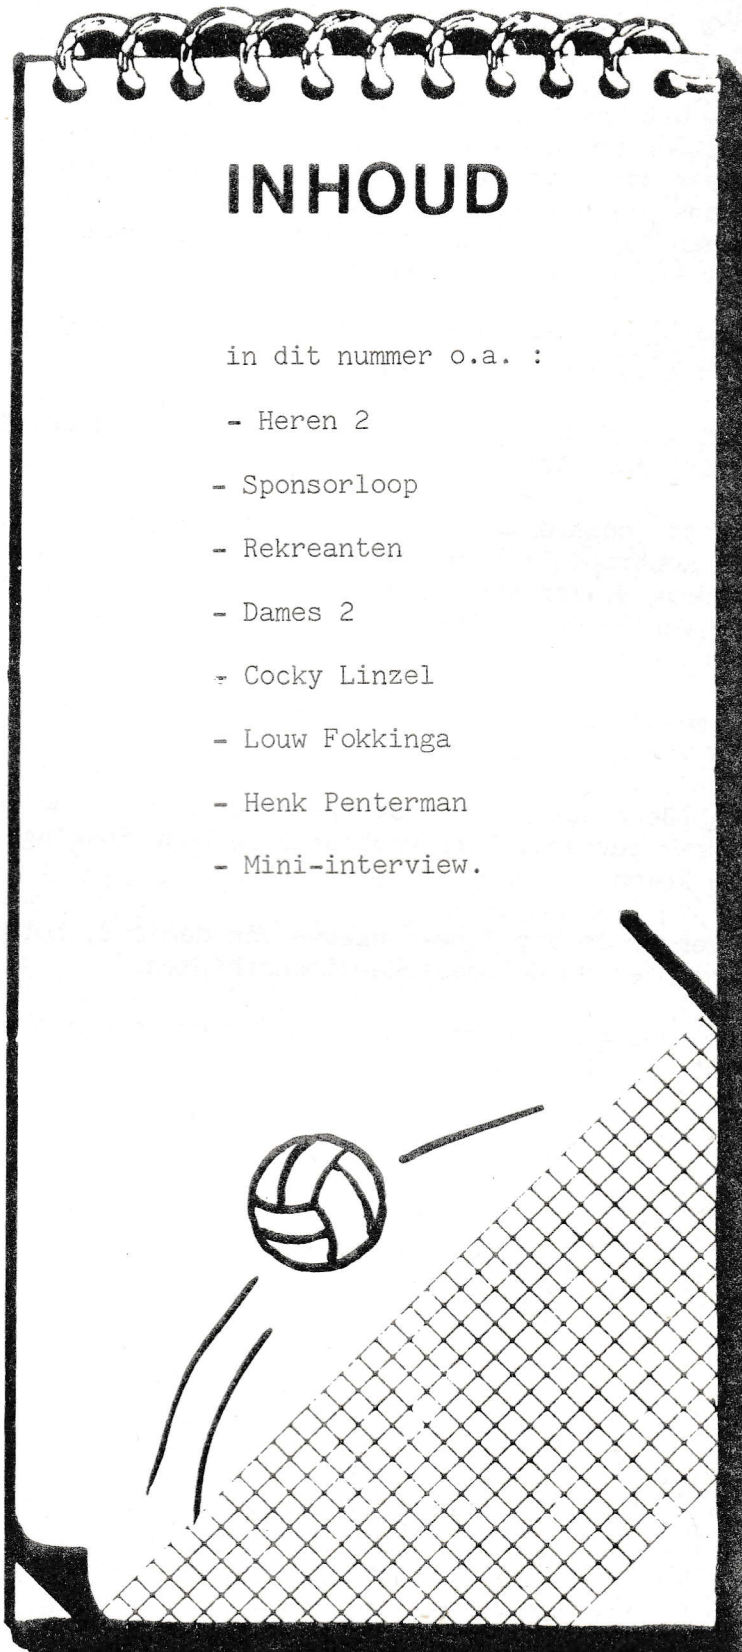 INHOUD
in dit nummer o.a. :
- Heren 2
- Sponsorloop
- Rekreanten
- Dames 2
- Cocky Linzel
- Louw Fokkinga
- Henk Penterman
- Mini-interview.